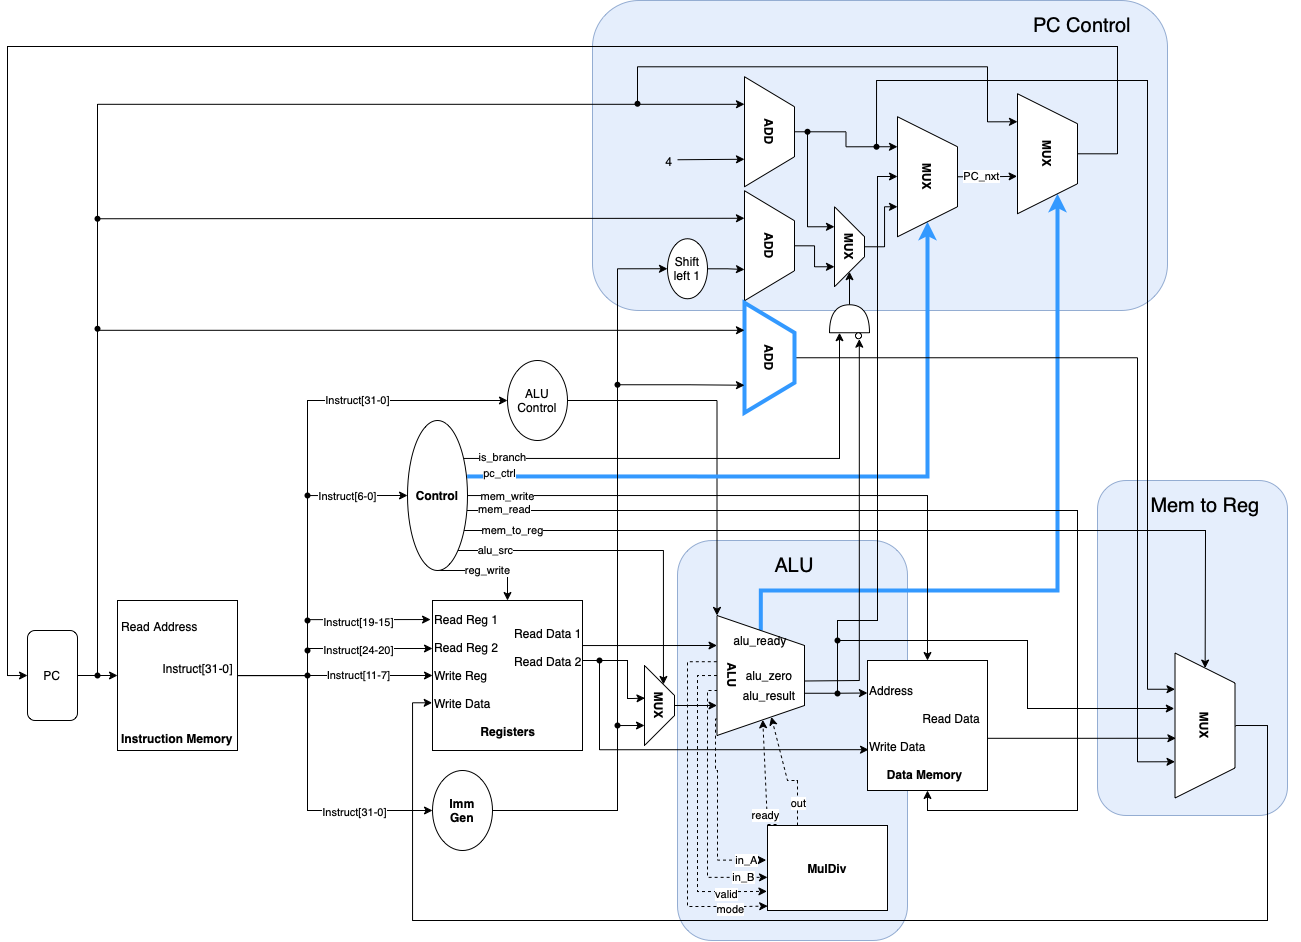 PC Control
ADD
4
MUX
MUX
PC_nxt
ADD
MUX
Shift
left 1
ADD
Instruct[31-0]
ALU
Control
is_branch
pc_ctrl
Instruct[6-0]
Control
mem_write
mem_read
mem_to_reg
alu_src
reg_write
Mem to Reg
ALU
PC
Read Address
Instruct[31-0]
Instruction Memory
Instruct[19-15]
Instruct[24-20]
Instruct[11-7]
Read Reg 1
Read Data 1
Read Reg 2
Read Data 2
Write Reg
Write Data
Registers
MUX
alu_ready
ALU
alu_zero
alu_result
Address
Read Data
Write Data
Data Memory
MUX
Instruct[31-0]
Imm
Gen
out
ready
in_A
in_B
valid
mode
MulDiv